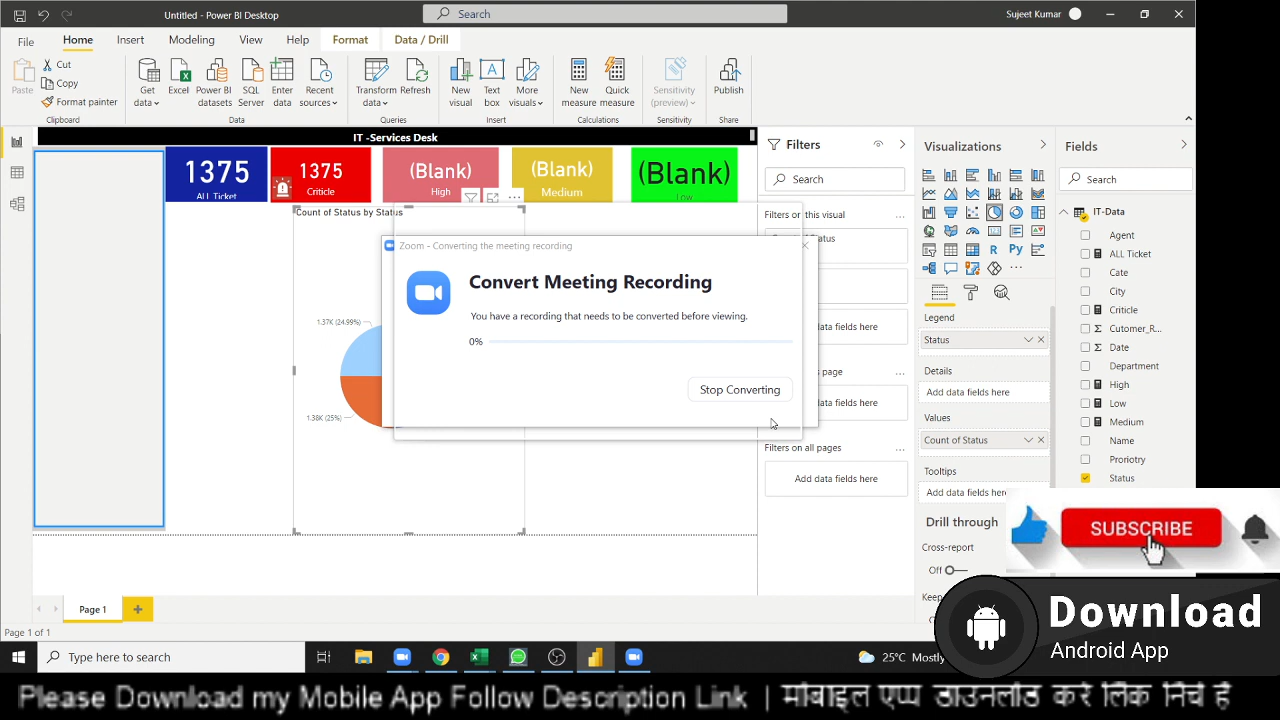 Untitled - Power BI Desktop
Search
Sujeet Kumar
File
Home
Insert
Modeling
View
Help
Format
Data / Drill
Paste
Cut
Copy
Format painter
Get data
Excel
Power BI datasets
SQL Server
Enter data
Recent sources
Transform data
Refresh
New visual
Text box
More visuals
New measure
Quick measure
Sensitivity (preview)
Publish
Clipboard
Data
Queries
Insert
Calculations
Sensitivity
Share
IT -Services Desk
1375
ALL Ticket
1375
Criticle
(Blank)
High
(Blank)
Medium
(Blank)
Low
Count of Status by Status
1.37K (24.99%)
1.38K (25%)
Zoom - Converting the meeting recording
Convert Meeting Recording
You have a recording that needs to be converted before viewing.
0%
Stop Converting
Filters
Search
Filters on this visual
...
Status
d data fields here
page
...
d data fields here
Filters on all pages
...
Add data fields here
Visualizations
R
Py
...
Legend
Status
Details
Add data fields here
Values
Count of Status
Tooltips
Add data fields here
Drill through
Cross-report
Off
Keep
Fields
Search
IT-Data
Agent
ALL Ticket
Cate
City
Criticle
Cutomer_R...
Date
Department
High
Low
Medium
Name
Proriotry
Status
SUBSCRIBE
Download
Android App
Page 1
Page 1 of 1
Type here to search
25°C Mostly
Please Download my Mobile App Follow Description Link | मोबाइल एप्प डाउनलोड करे लिंक निचे है